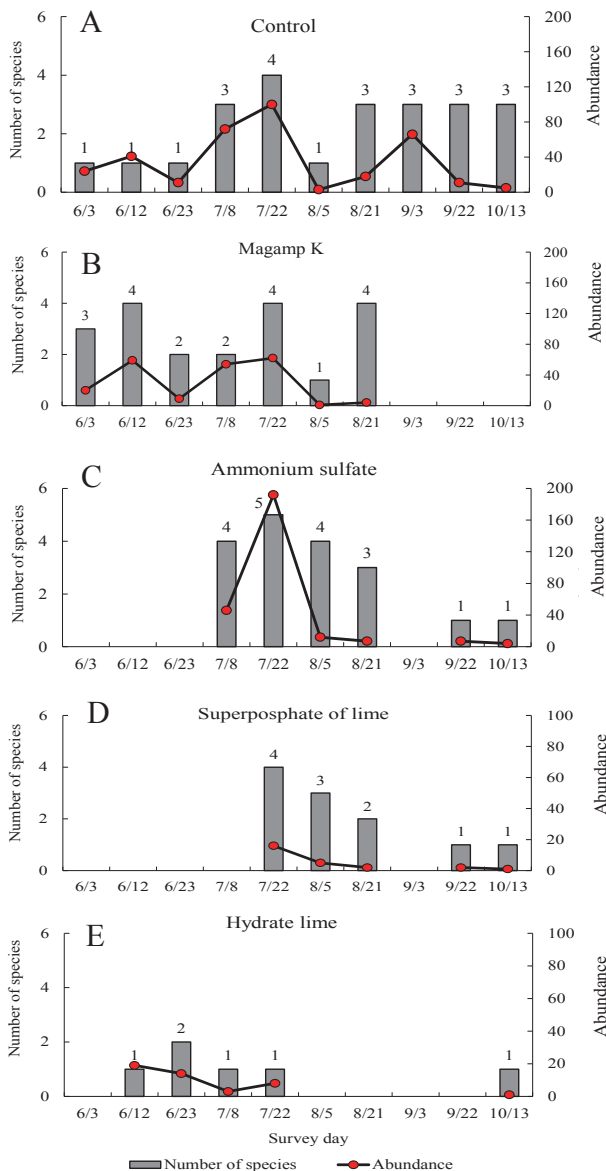 A
Control
Number of species
Abundance
6 200
160
4 120
80
2
40
0 0
1 1 1 3 4 1 3 3 3 3
6/3 6/12 6/23 7/8 7/22 8/5 8/21 9/3 9/22 10/13
Magamp K
B
Number of species
Abundance
6 200
160
4 120
80
2
40
0 0
3 4 2 2 4 1 4
6/3 6/12 6/23 7/8 7/22 8/5 8/21 9/3 9/22 10/13
Ammonium sulfate
C
Number of species
Abundance
6 200
160
4 120
80
2
40
0 0
4 5 4 3 1 1
6/3 6/12 6/23 7/8 7/22 8/5 8/21 9/3 9/22 10/13
D
Superposphate of lime
Number of species
Abundance
6 100
80
4 60
40
2
20
0 0
4 3 2 1 1
6/3 6/12 6/23 7/8 7/22 8/5 8/21 9/3 9/22 10/13
E
Hydrate lime
Number of species
Abundance
6 100
80
4 60
40
2
20
0 0
1 2 1 1 1
6/3 6/12 6/23 7/8 7/22 8/5 8/21 9/3 9/22 10/13
Survey day
Number of species Abundance